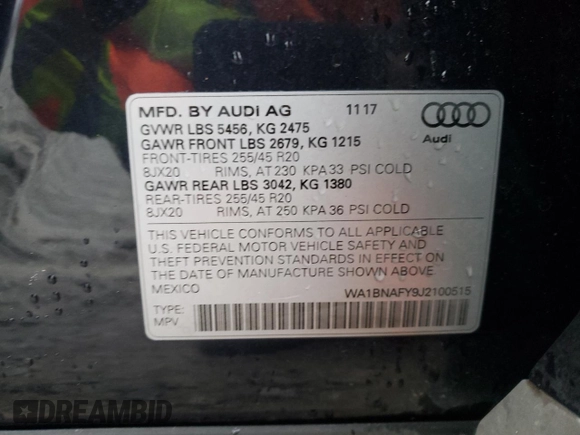 MFD. BY AUDI AG 11 17
GVWR LBS 5456, KG 2475
GAWR FRONT LBS 2679, KG 1215
FRONT-TIRES 255/45 R20
8JX20 RIMS, AT 230 KPA 33 PSI COLD
GAWR REAR LBS 3042, KG 1380
REAR-TIRES 255/45 R20
8JX20 RIMS, AT 250 KPA 36 PSI COLD
Audi
THIS VEHICLE CONFORMS TO ALL APPLICABLE
U.S. FEDERAL MOTOR VEHICLE SAFETY AND
THEFT PREVENTION STANDARDS IN EFFECT ON
THE DATE OF MANUFACTURE SHOWN ABOVE.
MEXICO WA1BNAFY9J2100515
TYPE:
MPV
DREAMBID